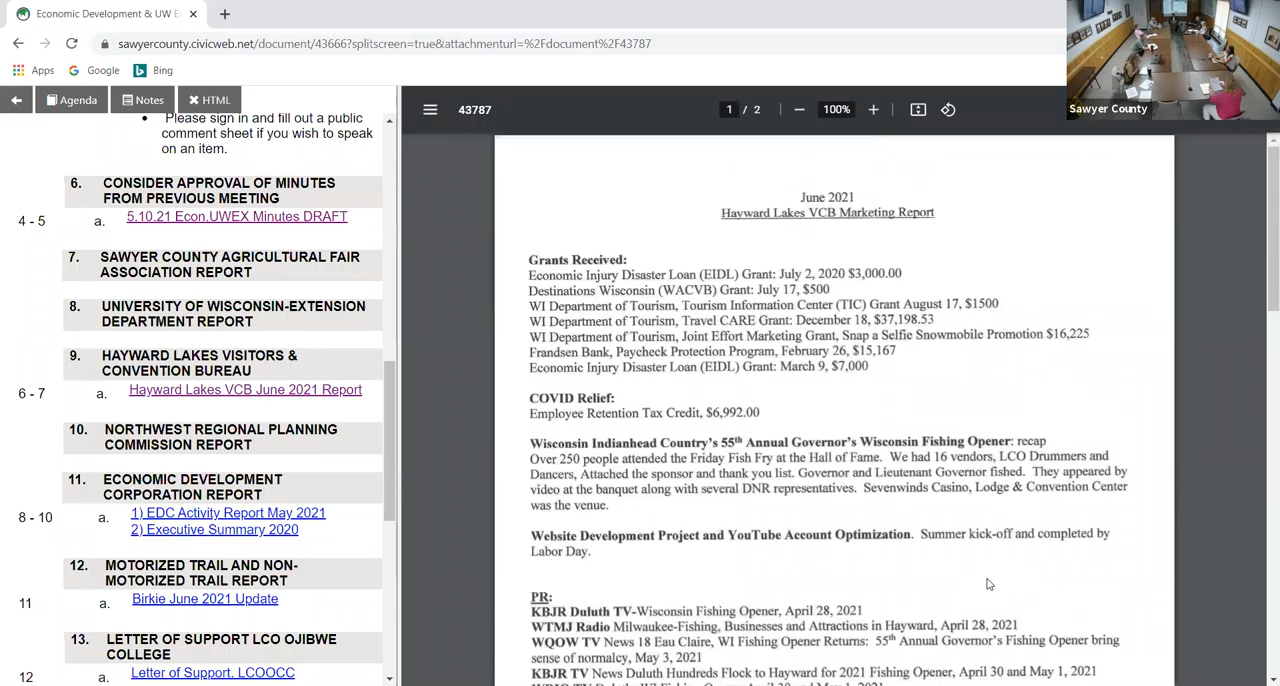 Economic Development & UW E
sawyercounty.civicweb.net/document/43666?splitscreen=true&attachmenturl=%2Fdocument%2F43787
Apps Google Bing
Sawyer County
Agenda Notes HTML
43787 1 / 2 100%
Please sign in and fill out a public
comment sheet if you wish to speak
on an item.
6. CONSIDER APPROVAL OF MINUTES
FROM PREVIOUS MEETING
4 - 5 a. 5.10.21 Econ.UWEX Minutes DRAFT
7. SAWYER COUNTY AGRICULTURAL FAIR
ASSOCIATION REPORT
8. UNIVERSITY OF WISCONSIN-EXTENSION
DEPARTMENT REPORT
9. HAYWARD LAKES VISITORS &
CONVENTION BUREAU
6 - 7 a. Hayward Lakes VCB June 2021 Report
10. NORTHWEST REGIONAL PLANNING
COMMISSION REPORT
11. ECONOMIC DEVELOPMENT
CORPORATION REPORT
8 - 10 a. 1) EDC Activity Report May 2021
2) Executive Summary 2020
12. MOTORIZED TRAIL AND NON-
MOTORIZED TRAIL REPORT
11 a. Birkie June 2021 Update
13. LETTER OF SUPPORT LCO OJIBWE
COLLEGE
12 a. Letter of Support. LCOOCC
June 2021
Hayward Lakes VCB Marketing Report
Grants Received:
Economic Injury Disaster Loan (EIDL) Grant: July 2, 2020 $3,000.00
Destinations Wisconsin (WACVB) Grant: July 17, $500
WI Department of Tourism, Tourism Information Center (TIC) Grant August 17, $1500
WI Department of Tourism, Travel CARE Grant: December 18, $37,198.53
WI Department of Tourism, Joint Effort Marketing Grant, Snap a Selfie Snowmobile Promotion $16,225
Frandsen Bank, Paycheck Protection Program, February 26, $15,167
Economic Injury Disaster Loan (EIDL) Grant: March 9, $7,000
COVID Relief:
Employee Retention Tax Credit, $6,992.00
Wisconsin Indianhead Country's 55th Annual Governor's Wisconsin Fishing Opener: recap
Over 250 people attended the Friday Fish Fry at the Hall of Fame. We had 16 vendors, LCO Drummers and
Dancers, Attached the sponsor and thank you list. Governor and Lieutenant Governor fished. They appeared by
video at the banquet along with several DNR representatives. Sevenwinds Casino, Lodge & Convention Center
was the venue.
Website Development Project and YouTube Account Optimization. Summer kick-off and completed by
Labor Day.
PR:
KBJR Duluth TV-Wisconsin Fishing Opener, April 28, 2021
WTMJ Radio Milwaukee-Fishing, Businesses and Attractions in Hayward, April 28, 2021
WQOW TV News 18 Eau Claire, WI Fishing Opener Returns: 55th Annual Governor's Fishing Opener bring
sense of normalcy, May 3, 2021
KBJR TV News Duluth Hundreds Flock to Hayward for 2021 Fishing Opener, April 30 and May 1, 2021